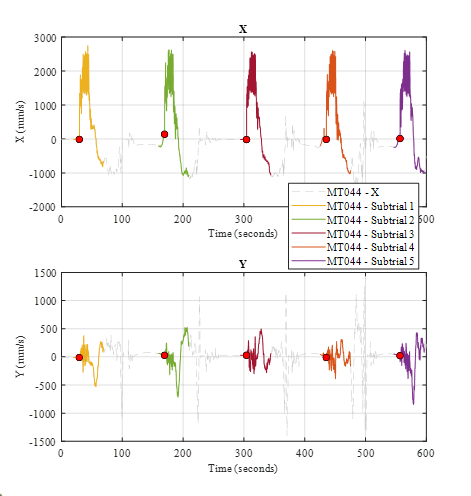 X
3000
2000
1000
0
-1000
-2000
X (mm/s)
0 100 200 300 400 500 600
Time (seconds)
MT044 - X
MT044 - Subtrial 1
MT044 - Subtrial 2
MT044 - Subtrial 3
MT044 - Subtrial 4
MT044 - Subtrial 5
Y
1500
1000
500
0
-500
-1000
-1500
Y (mm/s)
0 100 200 300 400 500 600
Time (seconds)